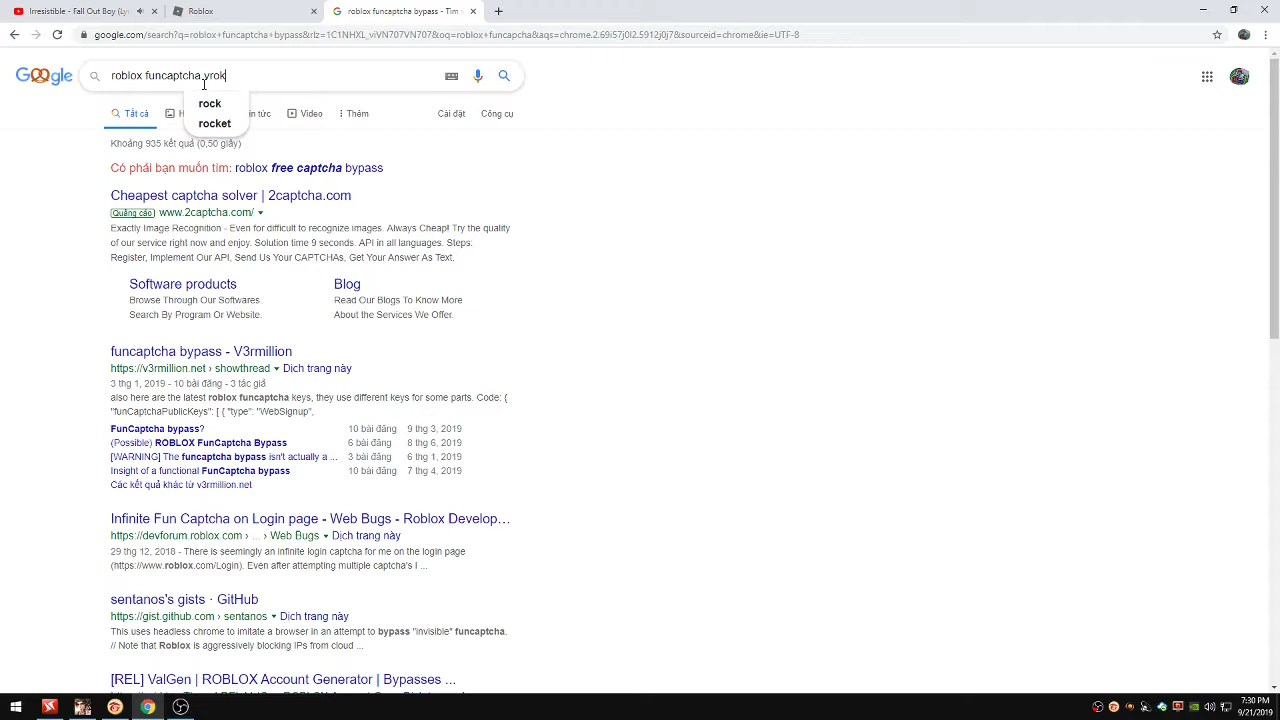 Irresistible - Fall Out Boy (Ly
Roblox
roblox funcaptcha bypass - Tìm
google.com/search?q=roblox+funcaptcha+bypass&rlz=1C1NHXL_viVN707VN707&oq=roblox+funcapcha&aqs=chrome.2.69i57j0l2.5912j0j7&sourceid=chrome&ie=UTF-8
Google
roblox funcaptcha vrok
rock
rocket
Tất cả
H
in tức
Video
Thêm
Cài đặt
Công cụ
Khoảng 935 kết quả (0,50 giây)
Có phải bạn muốn tìm: roblox free captcha bypass
Cheapest captcha solver | 2captcha.com
Quảng cáo www.2captcha.com/
Exactly Image Recognition - Even for difficult to recognize images. Always Cheap! Try the quality
of our service right now and enjoy. Solution time 9 seconds. API in all languages. Steps:
Register, Implement Our API, Send Us Your CAPTCHAs, Get Your Answer As Text.
Software products
Browse Through Our Softwares.
Search By Program Or Website.
Blog
Read Our Blogs To Know More
About the Services We Offer.
funcaptcha bypass - V3rmillion
https://v3rmillion.net › showthread Dịch trang này
3 thg 1, 2019 - 10 bài đăng - 3 tác giả
also here are the latest roblox funcaptcha keys, they use different keys for some parts. Code: {
"funCaptchaPublicKeys": [ { "type": "WebSignup",
FunCaptcha bypass? 10 bài đăng 9 thg 3, 2019
(Possible) ROBLOX FunCaptcha Bypass 6 bài đăng 8 thg 6, 2019
[WARNING] The funcaptcha bypass isn't actually a ... 3 bài đăng 6 thg 1, 2019
Insight of a functional FunCaptcha bypass 10 bài đăng 7 thg 4, 2019
Các kết quả khác từ v3rmillion.net
Infinite Fun Captcha on Login page - Web Bugs - Roblox Develop...
https://devforum.roblox.com › ... › Web Bugs Dịch trang này
29 thg 12, 2018 - There is seemingly an infinite login captcha for me on the login page
(https://www.roblox.com/Login). Even after attempting multiple captcha's I ...
sentanos's gists · GitHub
https://gist.github.com › sentanos Dịch trang này
This uses headless chrome to imitate a browser in an attempt to bypass "invisible" funcaptcha.
// Note that Roblox is aggressively blocking IPs from cloud ...
[REL] ValGen | ROBLOX Account Generator | Bypasses ...
7:30 PM
9/21/2019